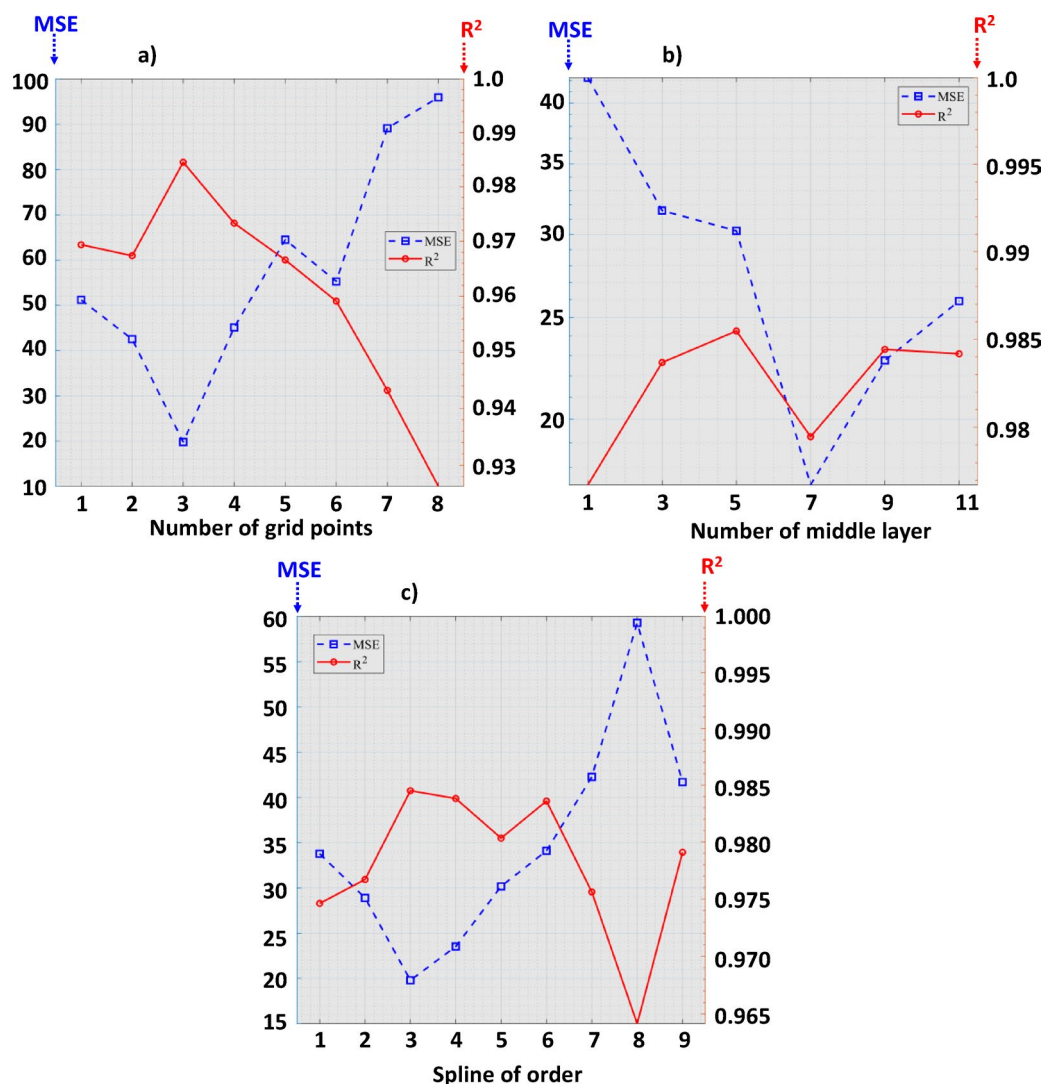 MSE
a)
R²
100
90
80
70
60
50
40
30
20
10
1.0
0.99
0.98
0.97
0.96
0.95
0.94
0.93
MSE
R²
1 2 3 4 5 6 7 8
Number of grid points
MSE
b)
R²
40
35
30
25
20
1.0
0.995
0.99
0.985
0.98
MSE
R²
1 3 5 7 9 11
Number of middle layer
MSE
c)
R²
60
55
50
45
40
35
30
25
20
15
1.000
0.995
0.990
0.985
0.980
0.975
0.970
0.965
MSE
R²
1 2 3 4 5 6 7 8 9
Spline of order